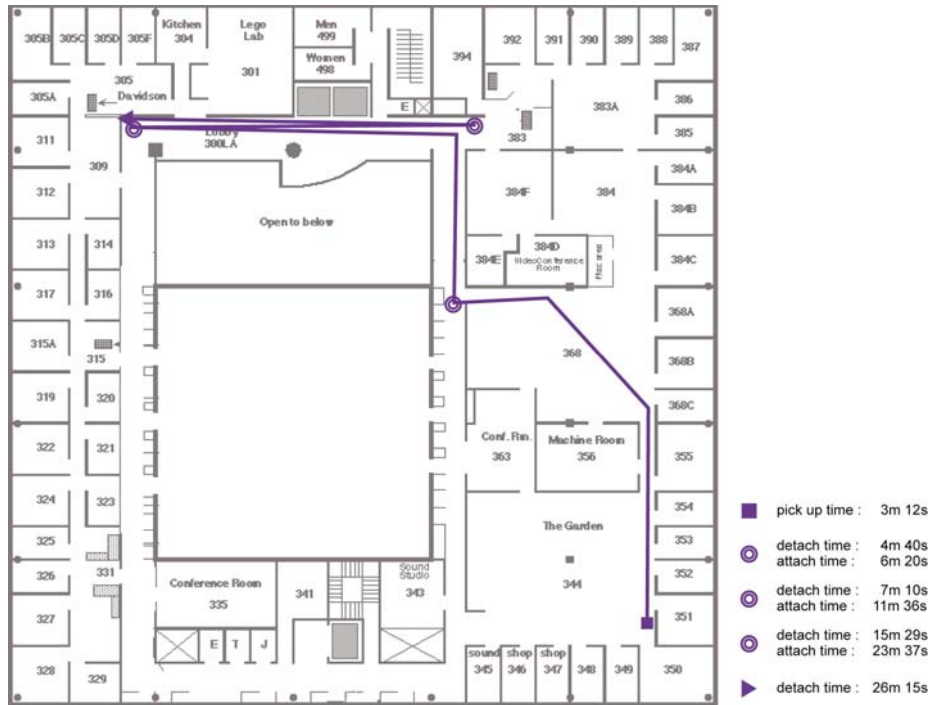 305B 305C 305D 305F
Kitchen
304
Lego
Lab
301
Men
499
Women
498
394
392 391 390 389 388 387
305
Davidson
305A
E
383
383A
386
385
311
Lobby
300LA
309
384F
384
384A
312
384B
Open to below
313
314
384E
384D
VideoConference
Room
Mac area
384C
317
316
368A
315A
315
368
368B
319
320
368C
322
321
Conf. Rm.
363
Machine Room
356
355
324
323
The Garden
354
325
353
326
331
Conference Room
335
341
Sound
Studio
343
344
352
327
351
E T J
328
329
sound
345
shop
346
shop
347
348
349
350
pick up time : 3m 12s
detach time : 4m 40s
attach time : 6m 20s
detach time : 7m 10s
attach time : 11m 36s
detach time : 15m 29s
attach time : 23m 37s
detach time : 26m 15s